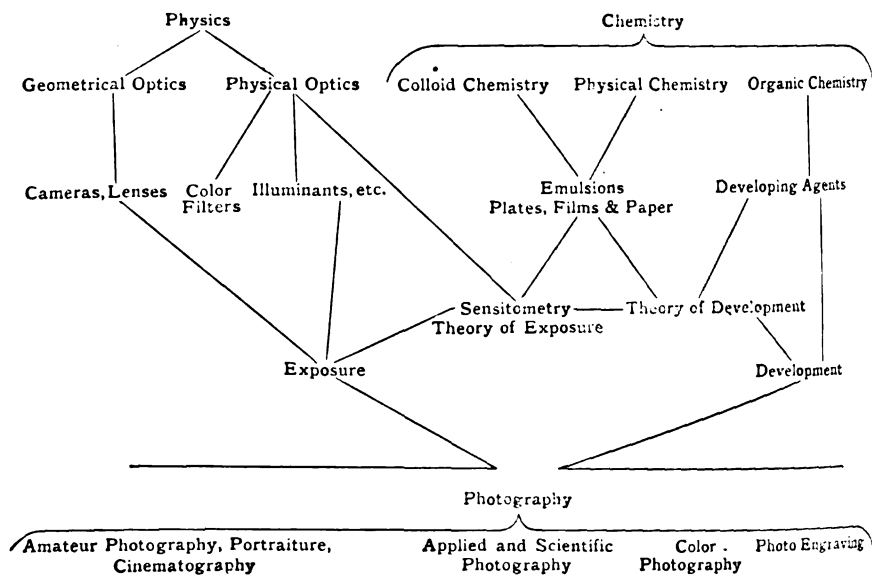 Physics
Chemistry
Geometrical Optics
Physical Optics
Colloid Chemistry
Physical Chemistry
Organic Chemistry
Cameras, Lenses
Color
Filters
Illuminants, etc.
Emulsions
Plates, Films & Paper
Developing Agents
Sensitometry
Theory of Exposure
Theory of Development
Exposure
Development
Photography
Amateur Photography, Portraiture,
Cinematography
Applied and Scientific
Photography
Color
Photography
Photo Engraving